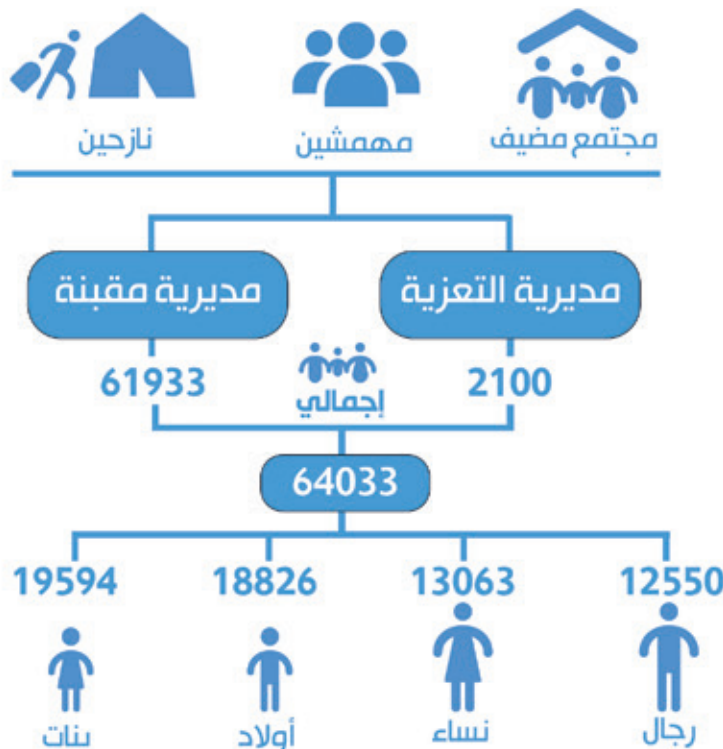 مجتمع مضيف
مهمشين
نازحين
مديرية التعزية
مديرية مقبنة
2100
61933
إجمالي
64033
12550
13063
18826
19594
رجال
نساء
أولاد
بنات